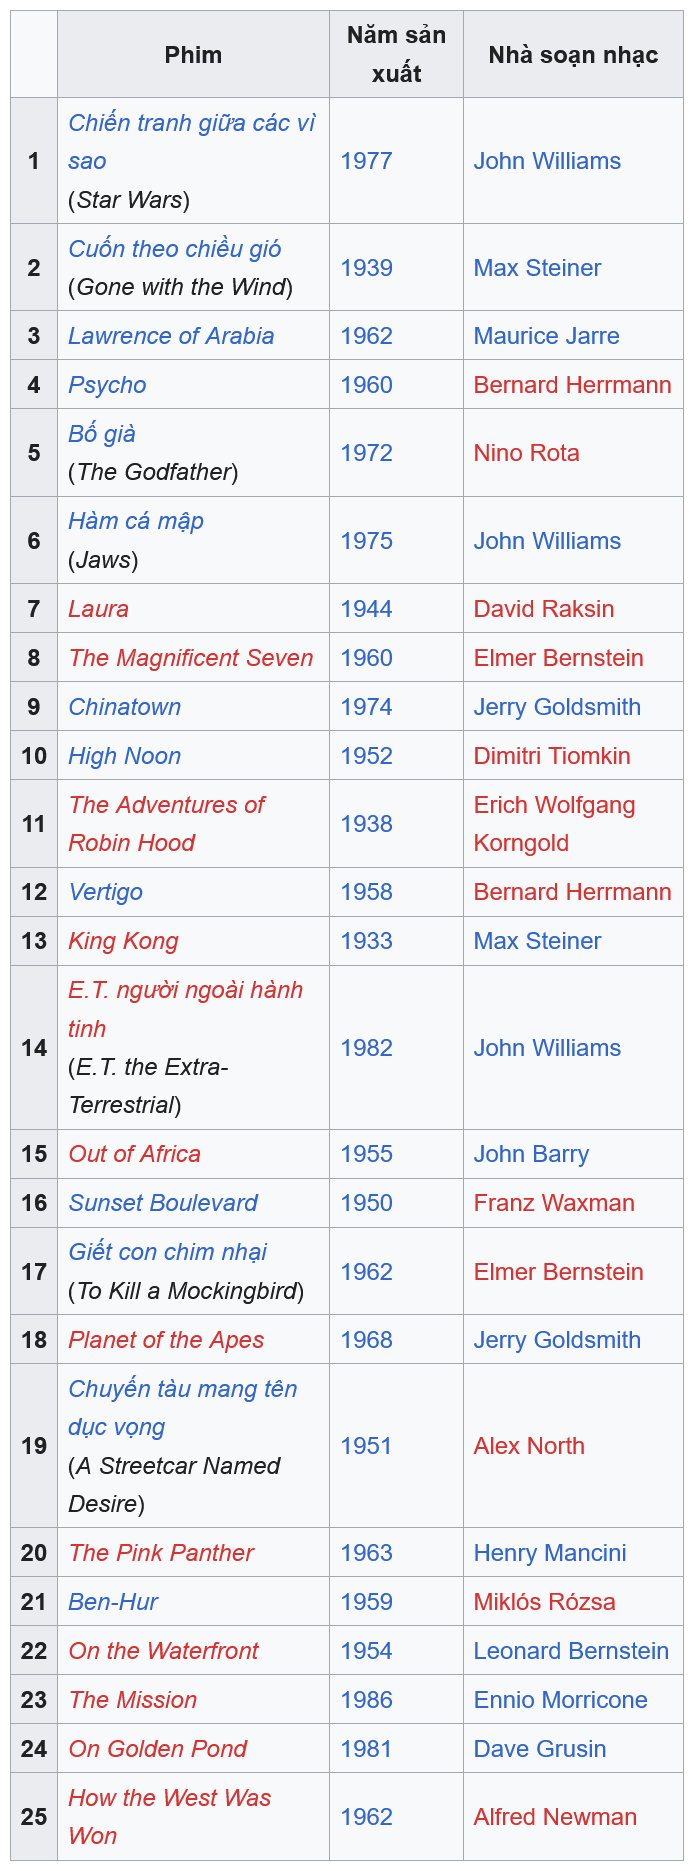 Phim
Năm sản
xuất
Nhà soạn nhạc
1
Chiến tranh giữa các vì
sao
(Star Wars)
1977
John Williams
2
Cuốn theo chiều gió
(Gone with the Wind)
1939
Max Steiner
3
Lawrence of Arabia
1962
Maurice Jarre
4
Psycho
1960
Bernard Herrmann
5
Bố già
(The Godfather)
1972
Nino Rota
6
Hàm cá mập
(Jaws)
1975
John Williams
7
Laura
1944
David Raksin
8
The Magnificent Seven
1960
Elmer Bernstein
9
Chinatown
1974
Jerry Goldsmith
10
High Noon
1952
Dimitri Tiomkin
11
The Adventures of
Robin Hood
1938
Erich Wolfgang
Korngold
12
Vertigo
1958
Bernard Herrmann
13
King Kong
1933
Max Steiner
14
E.T. người ngoài hành
tinh
(E.T. the Extra-
Terrestrial)
1982
John Williams
15
Out of Africa
1955
John Barry
16
Sunset Boulevard
1950
Franz Waxman
17
Giết con chim nhại
(To Kill a Mockingbird)
1962
Elmer Bernstein
18
Planet of the Apes
1968
Jerry Goldsmith
19
Chuyến tàu mang tên
dục vọng
(A Streetcar Named
Desire)
1951
Alex North
20
The Pink Panther
1963
Henry Mancini
21
Ben-Hur
1959
Miklós Rózsa
22
On the Waterfront
1954
Leonard Bernstein
23
The Mission
1986
Ennio Morricone
24
On Golden Pond
1981
Dave Grusin
25
How the West Was
Won
1962
Alfred Newman